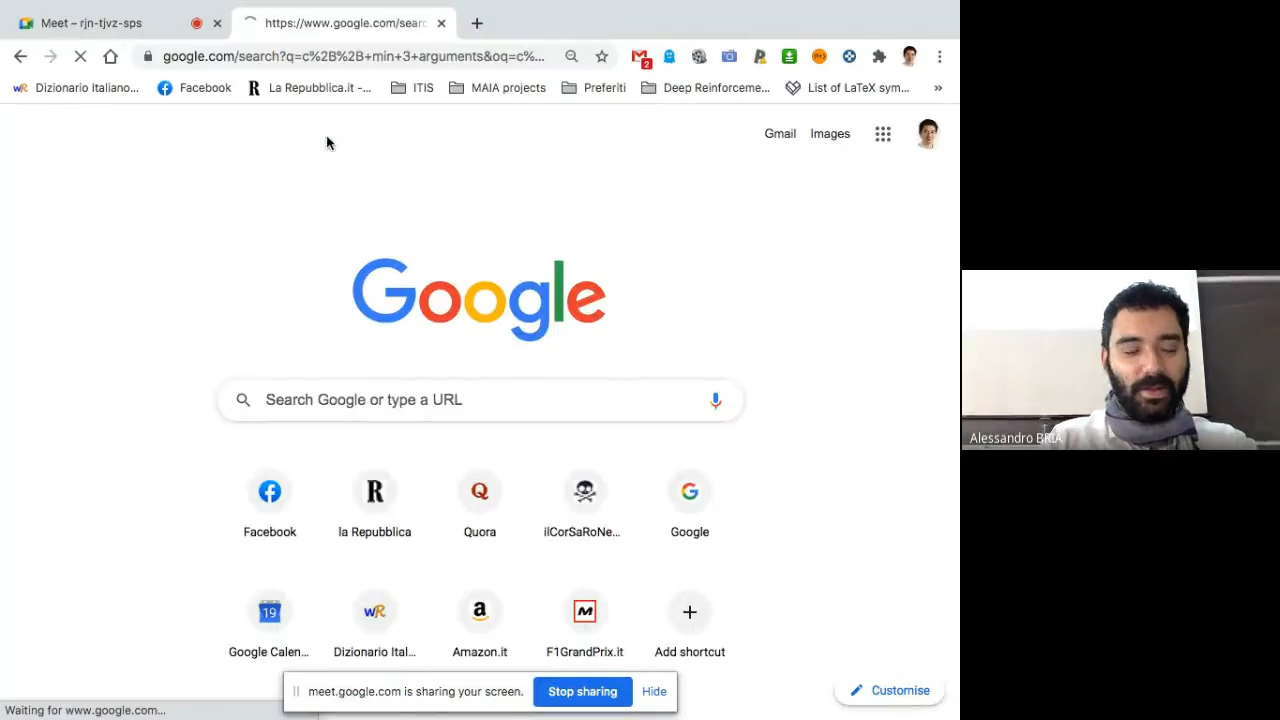 Meet – rjn-tjvz-sps
https://www.google.com/searc
google.com/search?q=c%2B%2B+min+3+arguments&oq=c%...
2
Dizionario Italiano...
Facebook
La Repubblica.it -...
ITIS
MAIA projects
Preferiti
Deep Reinforceme...
List of LaTeX sym...
»
Gmail
Images
Google
Search Google or type a URL
Facebook
la Repubblica
Quora
ilCorSaRoNe...
Google
19
Google Calen...
Dizionario Ital...
Amazon.it
F1GrandPrix.it
Add shortcut
meet.google.com is sharing your screen.
Stop sharing
Hide
Customise
Waiting for www.google.com...
Alessandro BRIA